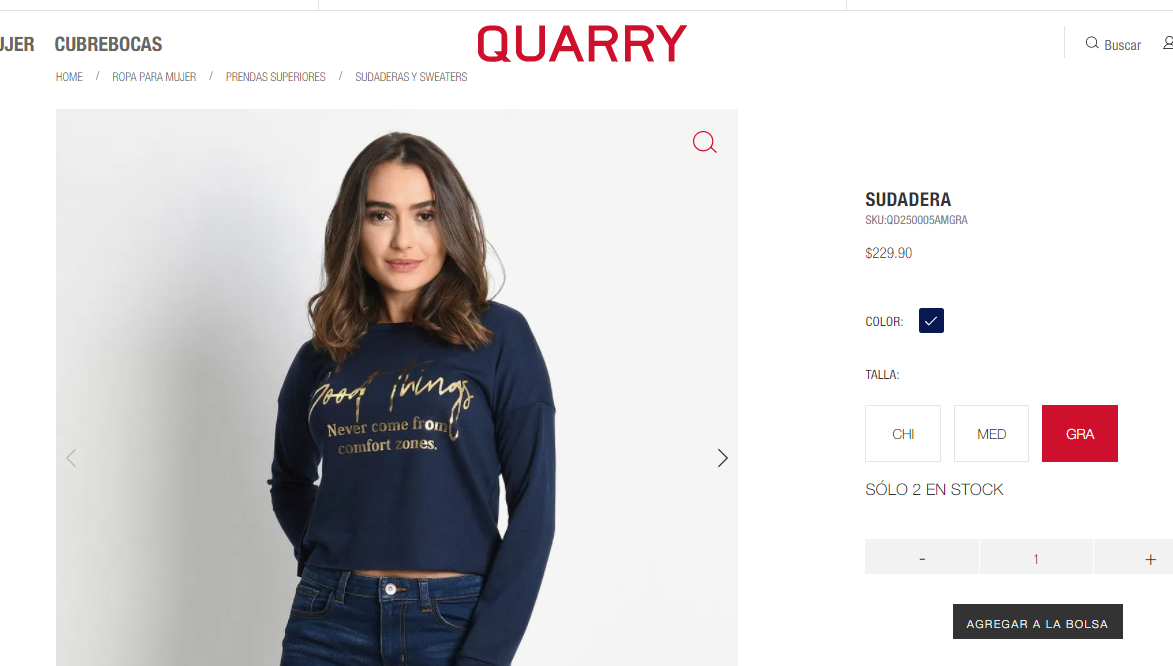 UJER CUBREBOCAS
QUARRY
Buscar
HOME / ROPA PARA MUJER / PRENDAS SUPERIORES / SUDADERAS Y SWEATERS
SUDADERA
SKU:QD250005AMGRA
$229.90
COLOR:
TALLA:
CHI MED GRA
SÓLO 2 EN STOCK
- 1 +
AGREGAR A LA BOLSA
Good Things
Never come from
comfort zones.